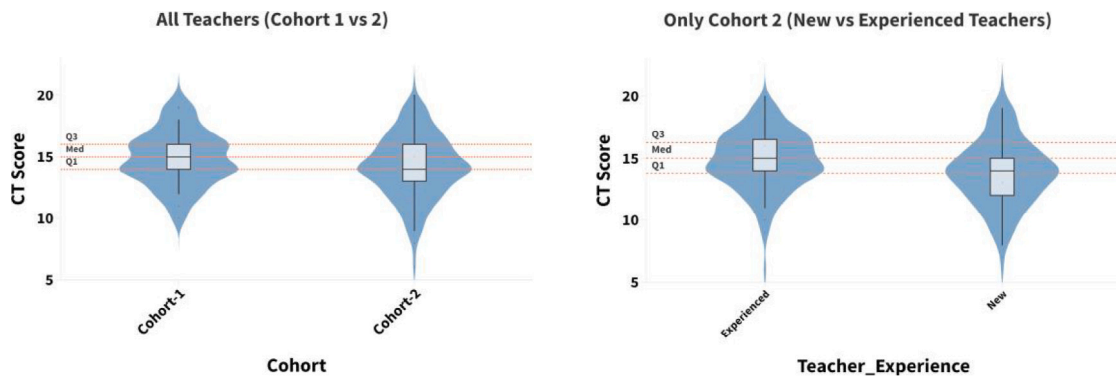 All Teachers (Cohort 1 vs 2)
CT Score
20
15
10
5
Q3
Med
Q1
Cohort-1
Cohort-2
Cohort
Only Cohort 2 (New vs Experienced Teachers)
CT Score
20
15
10
5
Q3
Med
Q1
Experienced
New
Teacher_Experience